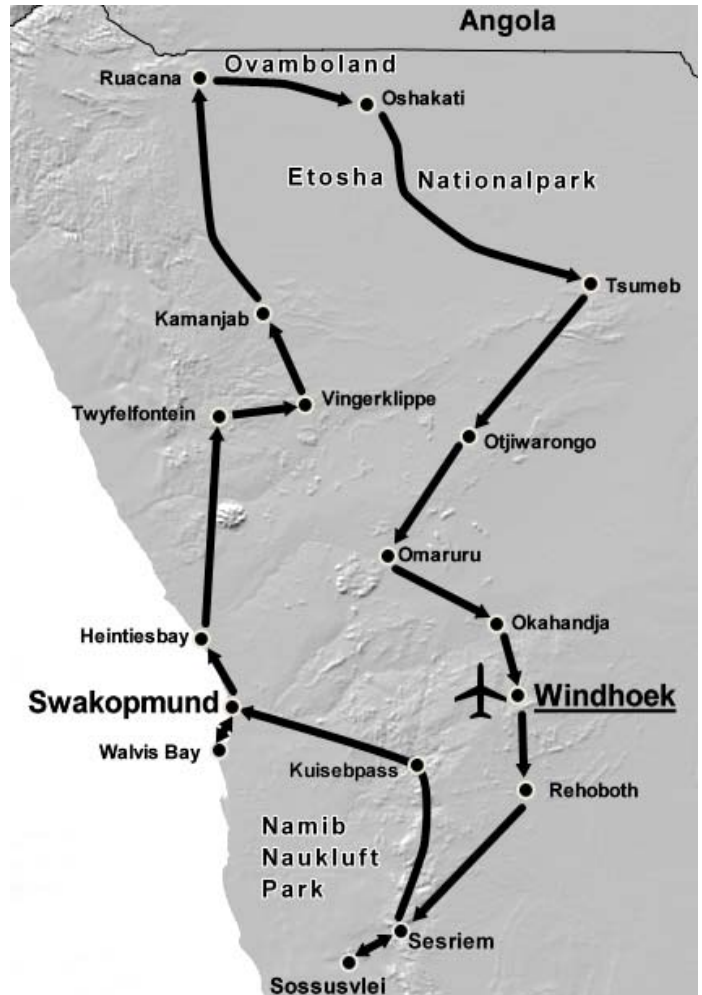 Angola
Ovamboland
Ruacana
Oshakati
Etosha Nationalpark
Tsumeb
Kamanjab
Vingerklippe
Twyfelfontein
Otjiwarongo
Omaruru
Okahandja
Heintiesbay
Windhoek
Swakopmund
Walvis Bay
Kuisebpass
Rehoboth
Namib
Naukluft
Park
Sesriem
Sossusvlei